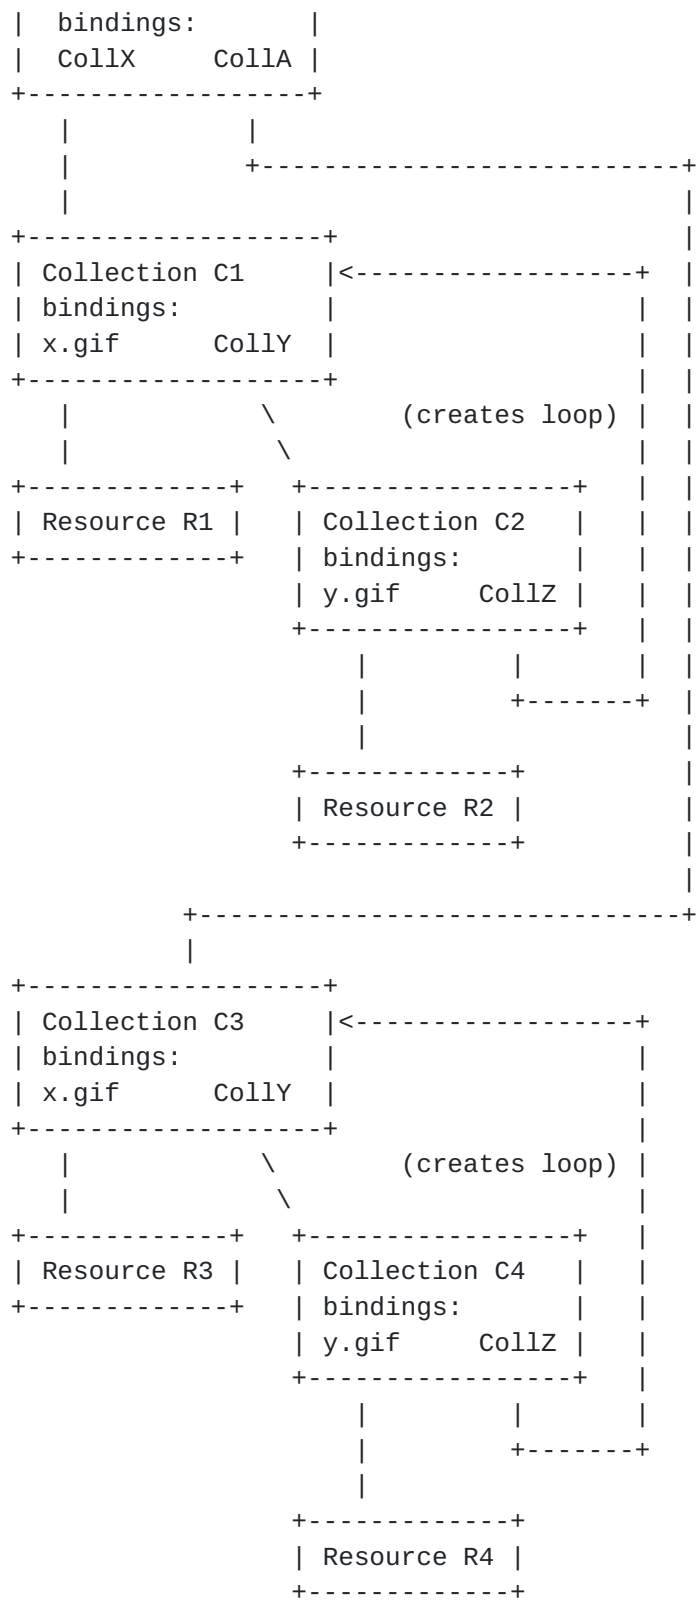 |  bindings:       |
|  CollX     CollA |
+------------------+
   |           |
   |           +---------------------------+
   |                                       |
+-------------------+                      |
| Collection C1     |<------------------+  |
| bindings:         |                   |  |
| x.gif      CollY  |                   |  |
+-------------------+                   |  |
   |            \        (creates loop) |  |
   |             \                      |  |
+-------------+   +-----------------+   |  |
| Resource R1 |   | Collection C2   |   |  |
+-------------+   | bindings:       |   |  |
                  | y.gif     CollZ |   |  |
                  +-----------------+   |  |
                      |         |       |  |
                      |         +-------+  |
                      |                    |
                  +-------------+          |
                  | Resource R2 |          |
                  +-------------+          |
                                           |
           +-------------------------------+
           |
+-------------------+
| Collection C3     |<------------------+
| bindings:         |                   |
| x.gif      CollY  |                   |
+-------------------+                   |
   |            \        (creates loop) |
   |             \                      |
+-------------+   +-----------------+   |
| Resource R3 |   | Collection C4   |   |
+-------------+   | bindings:       |   |
                  | y.gif     CollZ |   |
                  +-----------------+   |
                      |         |       |
                      |         +-------+
                      |
                  +-------------+
                  | Resource R4 |
                  +-------------+